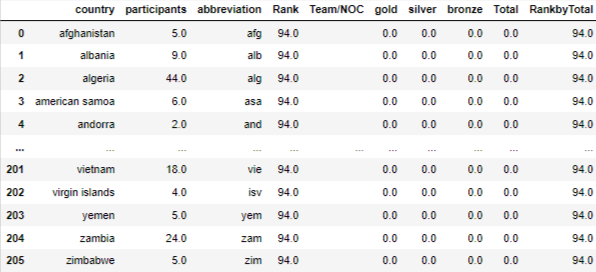 country participants abbreviation Rank Team/NOC gold silver bronze Total RankbyTotal
0 afghanistan 5.0 afg 94.0 0.0 0.0 0.0 0.0 94.0
1 albania 9.0 alb 94.0 0.0 0.0 0.0 0.0 94.0
2 algeria 44.0 alg 94.0 0.0 0.0 0.0 0.0 94.0
3 american samoa 6.0 asa 94.0 0.0 0.0 0.0 0.0 94.0
4 andorra 2.0 and 94.0 0.0 0.0 0.0 0.0 94.0
... ... ... ... ... ... ... ... ... ... ...
201 vietnam 18.0 vie 94.0 0.0 0.0 0.0 0.0 94.0
202 virgin islands 4.0 isv 94.0 0.0 0.0 0.0 0.0 94.0
203 yemen 5.0 yem 94.0 0.0 0.0 0.0 0.0 94.0
204 zambia 24.0 zam 94.0 0.0 0.0 0.0 0.0 94.0
205 zimbabwe 5.0 zim 94.0 0.0 0.0 0.0 0.0 94.0